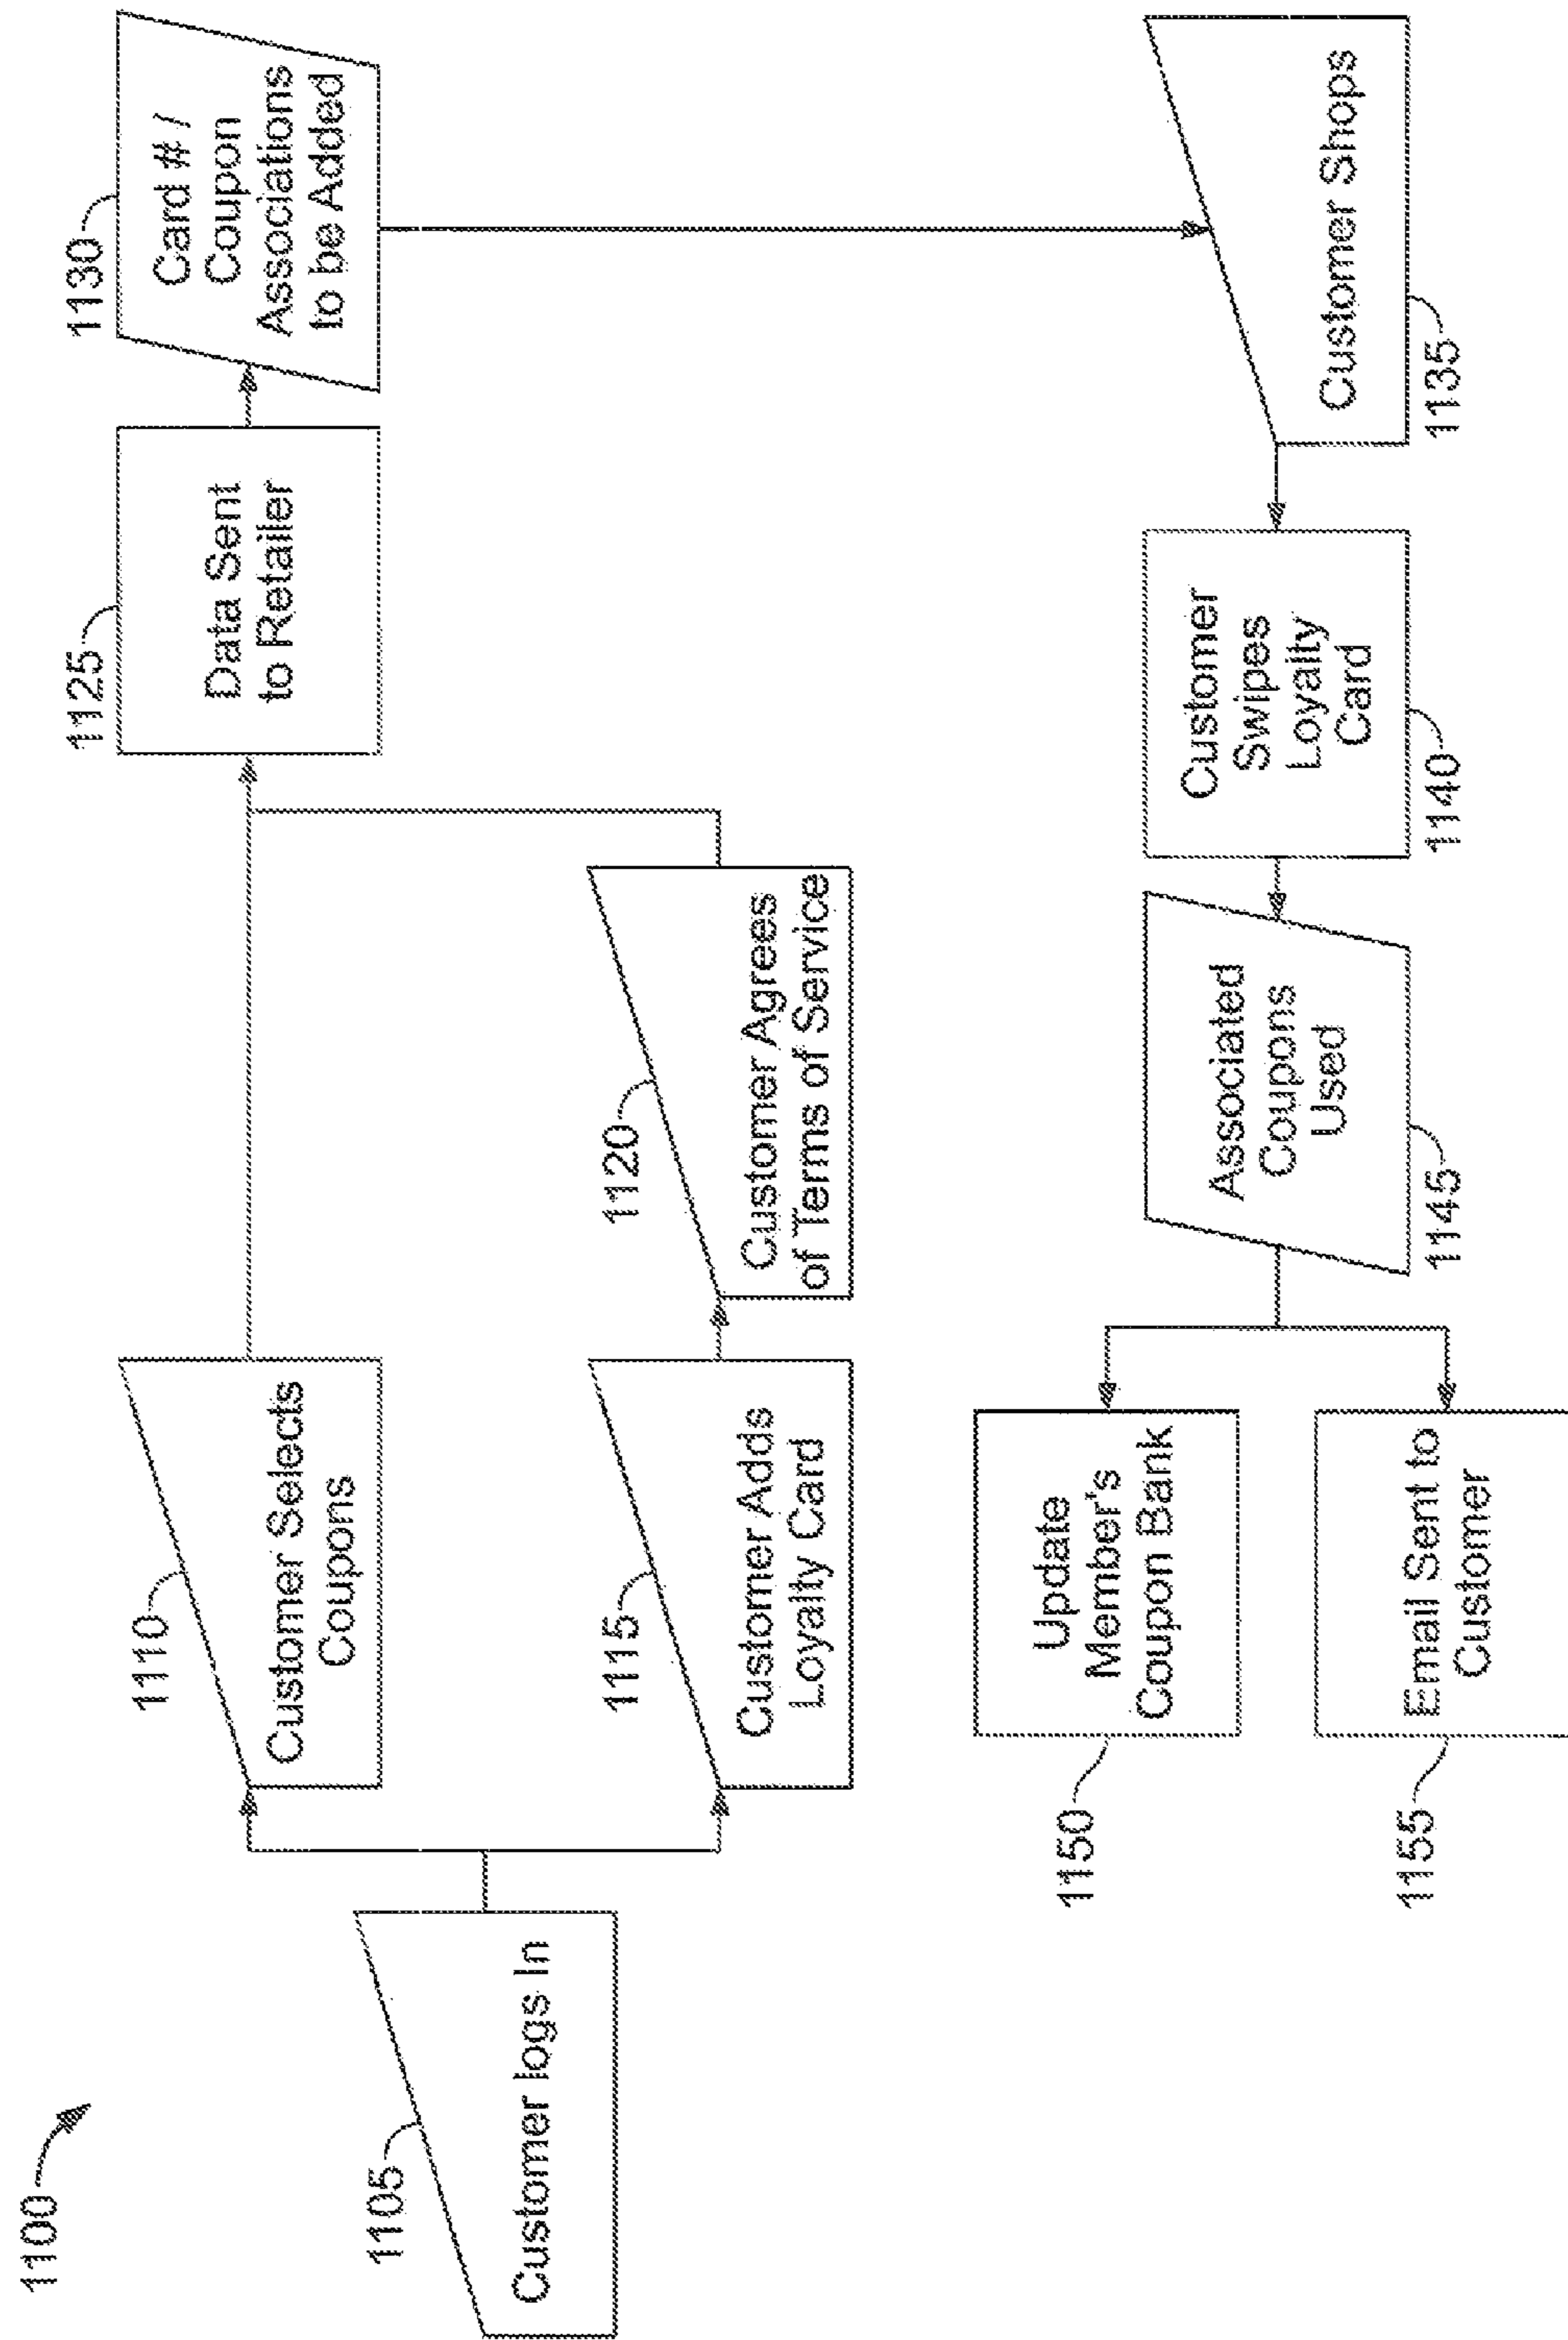 1100
1105
Customer logs In
1110
Customer Selects
Coupons
1115
Customer Adds
Loyalty Card
1120
Customer Agrees
of Terms of Service
1125
Data Sent
to Retailer
1130
Card # /
Coupon
Associations
to be Added
1135
Customer Shops
1140
Customer
Swipes
Loyalty
Card
1145
Associated
Coupons
Used
1150
Update
Member's
Coupon Bank
1155
Email Sent to
Customer